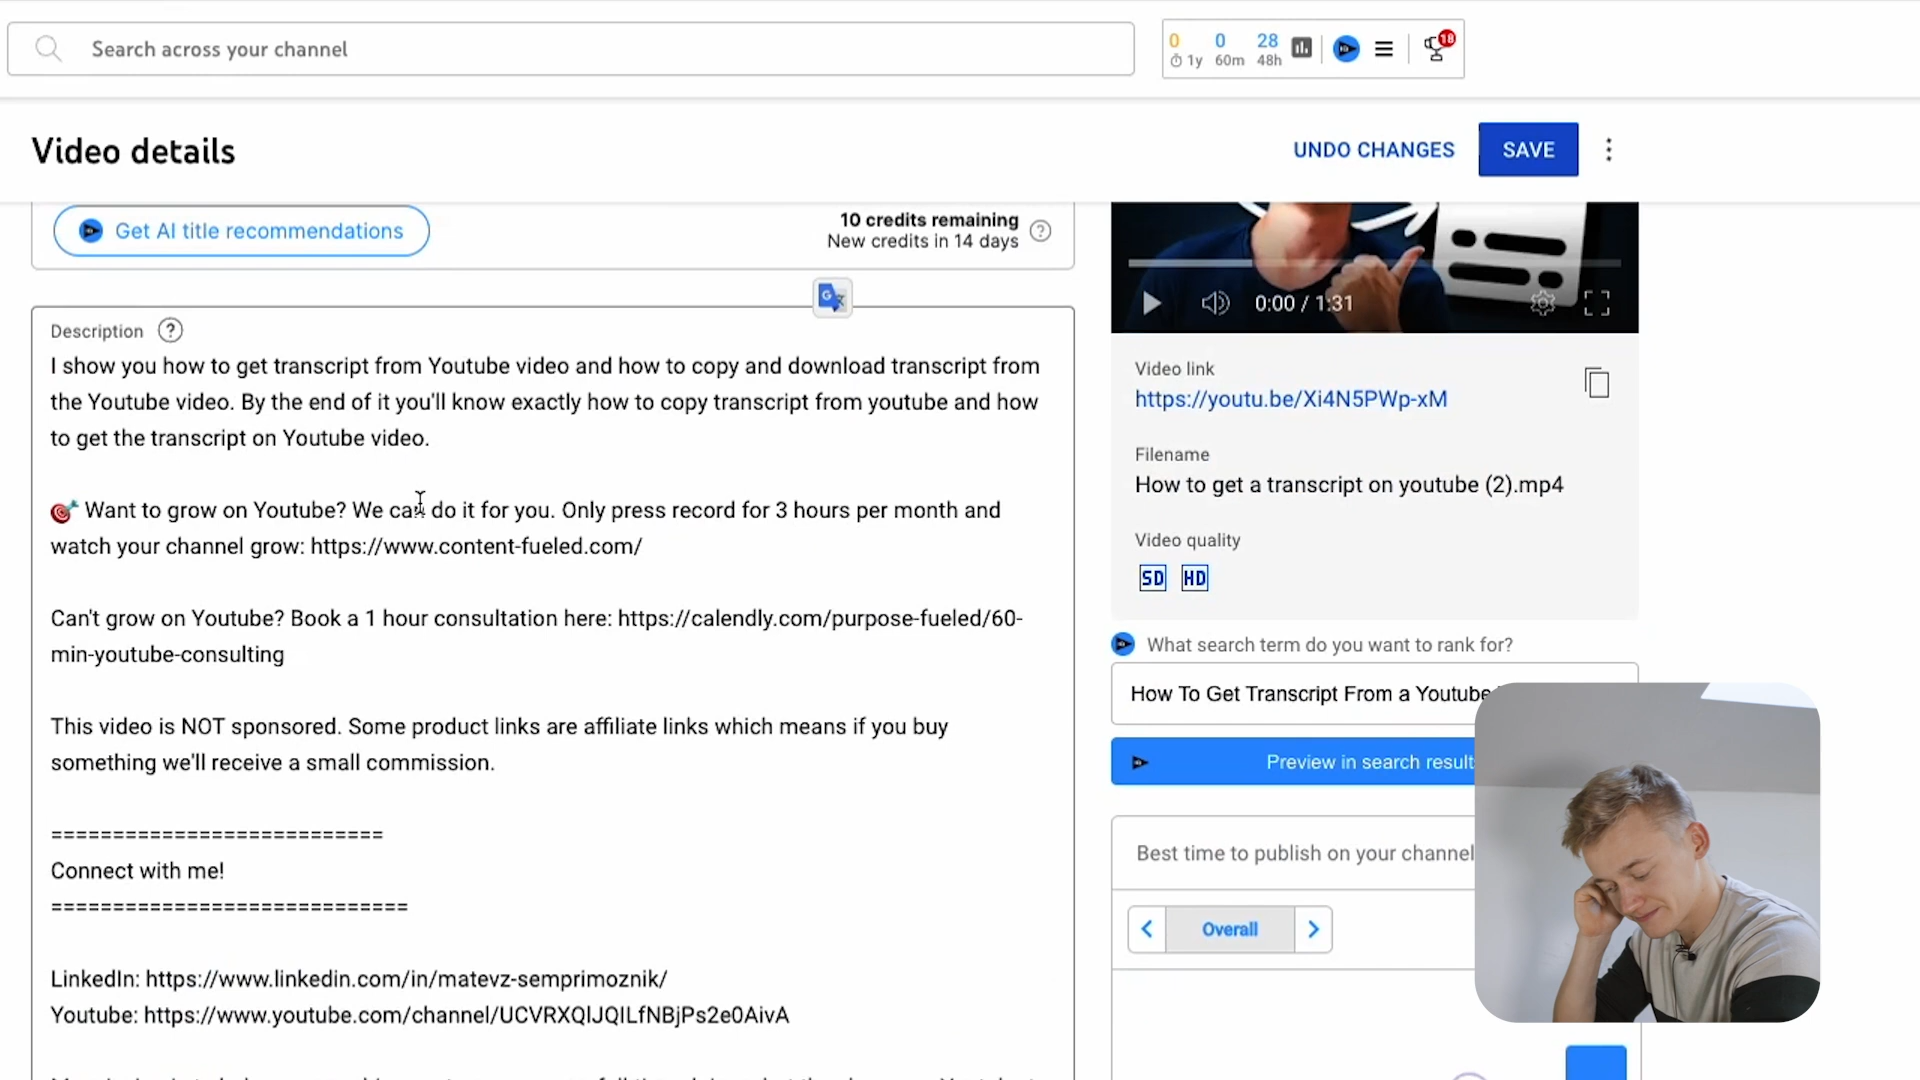 Search across your channel
0 0 28
1y 60m 48h
18
Video details
UNDO CHANGES
SAVE
Get AI title recommendations
10 credits remaining
New credits in 14 days
Description
I show you how to get transcript from Youtube video and how to copy and download transcript from
the Youtube video. By the end of it you'll know exactly how to copy transcript from youtube and how
to get the transcript on Youtube video.
🎯 Want to grow on Youtube? We can do it for you. Only press record for 3 hours per month and
watch your channel grow: https://www.content-fueled.com/
Can't grow on Youtube? Book a 1 hour consultation here: https://calendly.com/purpose-fueled/60-
min-youtube-consulting
This video is NOT sponsored. Some product links are affiliate links which means if you buy
something we'll receive a small commission.
===========================
Connect with me!
=============================
LinkedIn: https://www.linkedin.com/in/matevz-semprimoznik/
Youtube: https://www.youtube.com/channel/UCVRXQlJQILfNBjPs2e0AivA
0:00 / 1:31
Video link
https://youtu.be/Xi4N5PWp-xM
Filename
How to get a transcript on youtube (2).mp4
Video quality
SD HD
What search term do you want to rank for?
How To Get Transcript From a Youtube
Preview in search result
Best time to publish on your channel
Overall